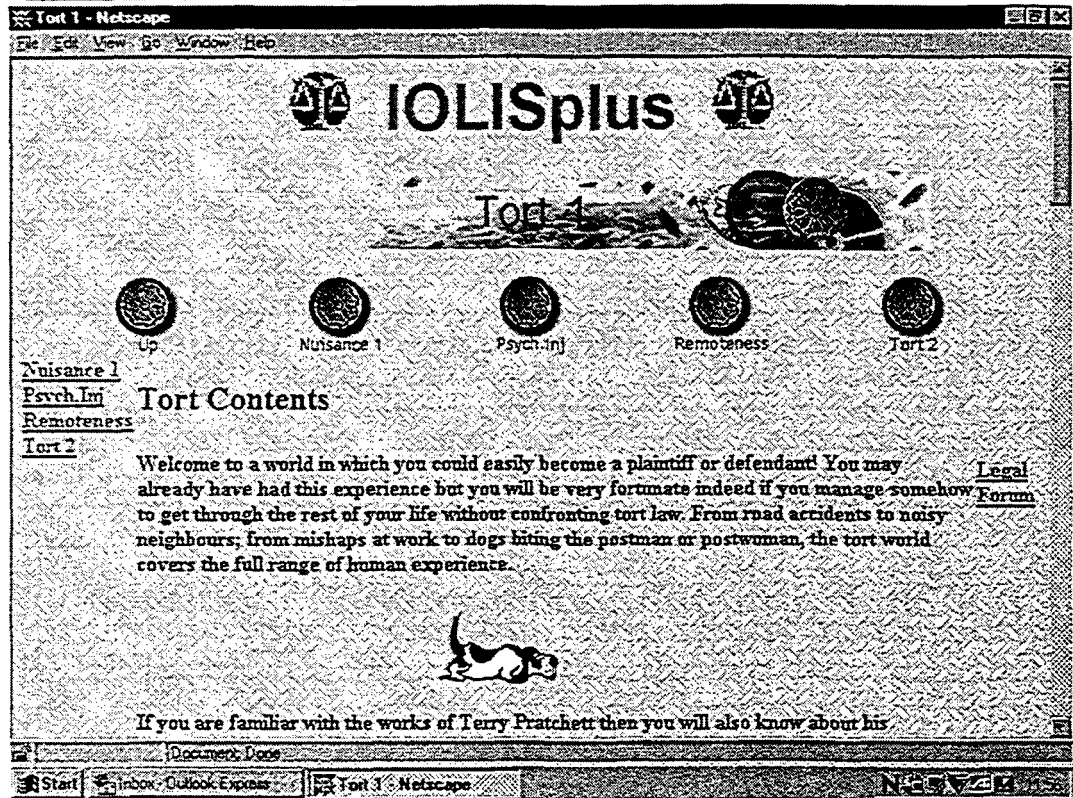 Tort 1 - Netscape
File Edit View Go Window Help
IOLISplus
Tort 1
Up Nuisance 1 Psych.Inj Remoteness Tort 2
Nuisance 1
Psych.Inj
Remoteness
Tort 2
Tort Contents
Welcome to a world in which you could easily become a plaintiff or defendant! You may
already have had this experience but you will be very fortunate indeed if you manage somehow
to get through the rest of your life without confronting tort law. From road accidents to noisy
neighbours; from mishaps at work to dogs biting the postman or postwoman, the tort world
covers the full range of human experience.
Legal
Forum
If you are familiar with the works of Terry Pratchett then you will also know about his
Document: Done
Start Inbox - Outlook Express Tort 1 - Netscape